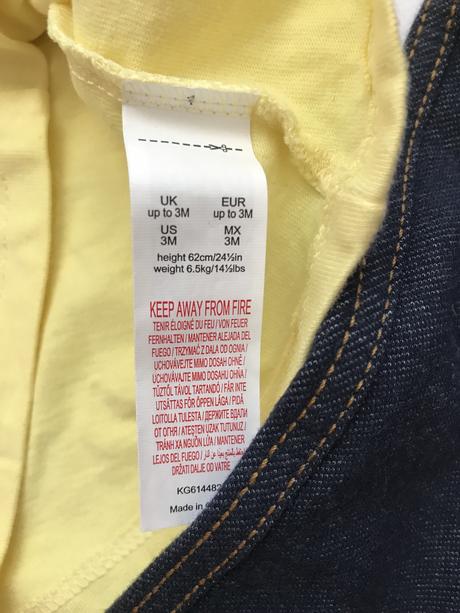 UK EUR
up to 3M up to 3M
US MX
3M 3M
height 62cm/24½in
weight 6.5kg/14½lbs
KEEP AWAY FROM FIRE
TENIR ÉLOIGNÉ DU FEU / VON FEUER
FERNHALTEN / MANTENER ALEJADA DEL
FUEGO / TRZYMAĆ Z DALA OD OGNIA /
UCHOVÁVEJTE MIMO DOSAH OHNĚ /
UCHOVÁVAJTE MIMO DOSAHU OHŇA /
TŰZTŐL TÁVOL TARTANDÓ / FÅR INTE
UTSÄTTAS FÖR ÖPPEN LÅGA / PIDÄ
LOITOLLA TULESTA / ДЕРЖИТЕ ВДАЛИ
ОТ ОГНЯ / ATEŞTEN UZAK TUTUNUZ /
TRÁNH XA NGUỒN LỬA / MANTENER
LEJOS DEL FUEGO /
DRŽATI DALJE OD VATRE
KG614482
Made in